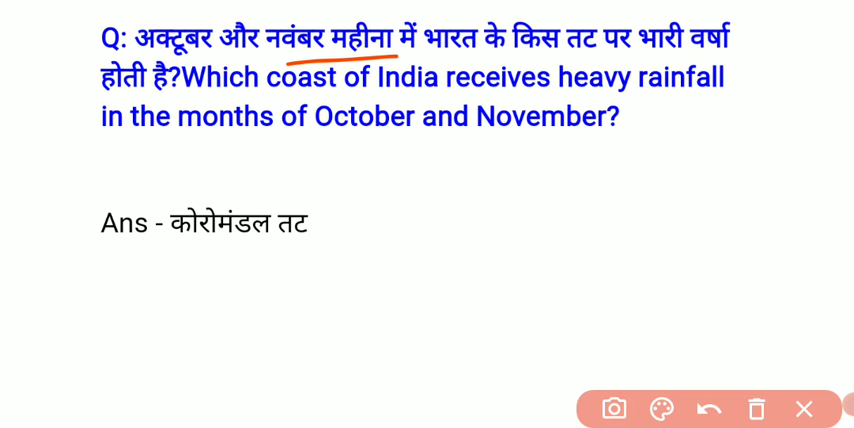 Q: अक्टूबर और नवंबर महीना में भारत के किस तट पर भारी वर्षा
होती है?Which coast of India receives heavy rainfall
in the months of October and November?
Ans - कोरोमंडल तट